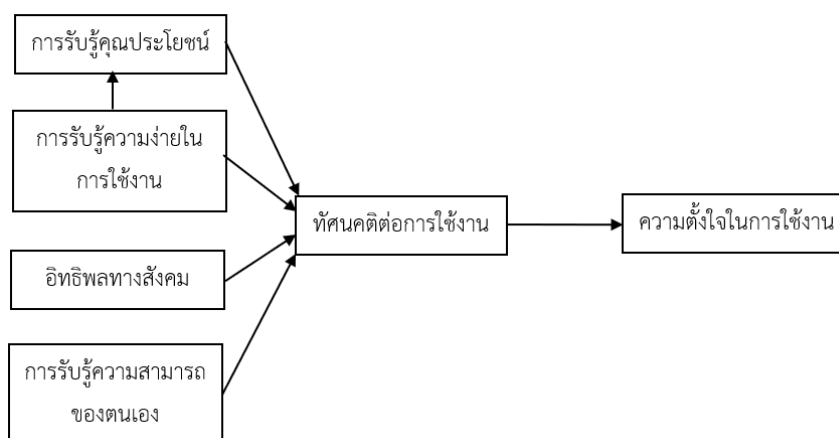 การรับรู้คุณประโยชน์
การรับรู้ความง่ายใน
การใช้งาน
ทัศนคติต่อการใช้งาน
ความตั้งใจในการใช้งาน
อิทธิพลทางสังคม
การรับรู้ความสามารถ
ของตนเอง